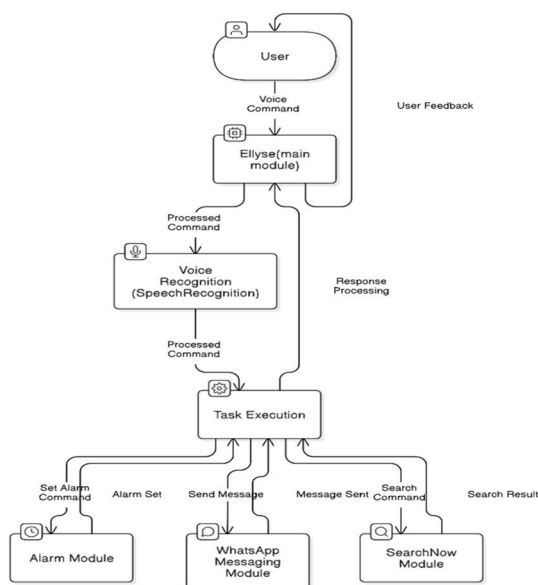 User
Voice
Command
User Feedback
Ellyse(main
module)
Processed
Command
Voice
Recognition
(SpeechRecognition)
Response
Processing
Processed
Command
Task Execution
Set Alarm
Command
Alarm Set
Send Message
Message Sent
Search
Command
Search Result
Alarm Module
WhatsApp
Messaging
Module
SearchNow
Module